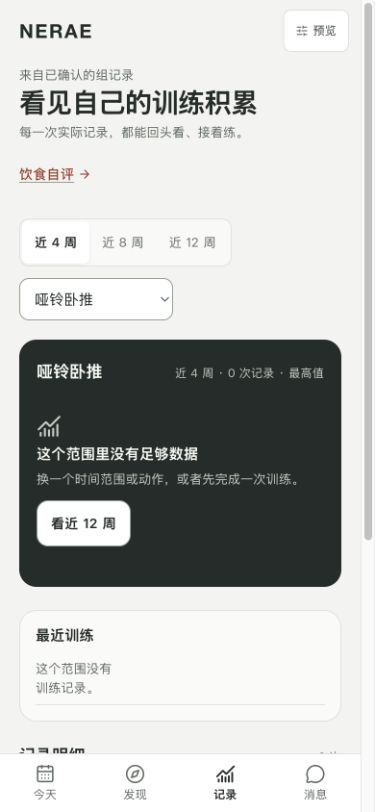 NERAE
预览
来自已确认的组记录
看见自己的训练积累
每一次实际记录，都能回头看、接着练。
饮食自评 →
近 4 周 近 8 周 近 12 周
哑铃卧推
哑铃卧推 近 4 周 · 0 次记录 · 最高值
这个范围里没有足够数据
换一个时间范围或动作，或者先完成一次训练。
看近 12 周
最近训练
这个范围没有
训练记录。
记录明细
今天 发现 记录 消息